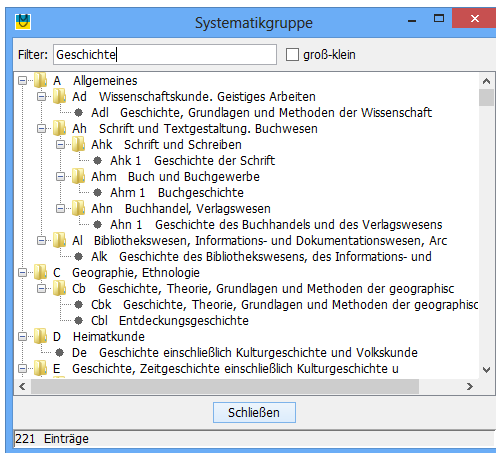 Systematikgruppe
Filter: Geschichte groß-klein
A Allgemeines
Ad Wissenschaftskunde. Geistiges Arbeiten
Adl Geschichte, Grundlagen und Methoden der Wissenschaft
Ah Schrift und Textgestaltung. Buchwesen
Ahk Schrift und Schreiben
Ahk 1 Geschichte der Schrift
Ahm Buch und Buchgewerbe
Ahm 1 Buchgeschichte
Ahn Buchhandel, Verlagswesen
Ahn 1 Geschichte des Buchhandels und des Verlagswesens
Al Bibliothekswesen, Informations- und Dokumentationswesen, Arc
Alk Geschichte des Bibliothekswesens, des Informations- und
C Geographie, Ethnologie
Cb Geschichte, Theorie, Grundlagen und Methoden der geographisc
Cbk Geschichte, Theorie, Grundlagen und Methoden der geographisc
Cbl Entdeckungsgeschichte
D Heimatkunde
De Geschichte einschließlich Kulturgeschichte und Volkskunde
E Geschichte, Zeitgeschichte einschließlich Kulturgeschichte u
Schließen
221 Einträge